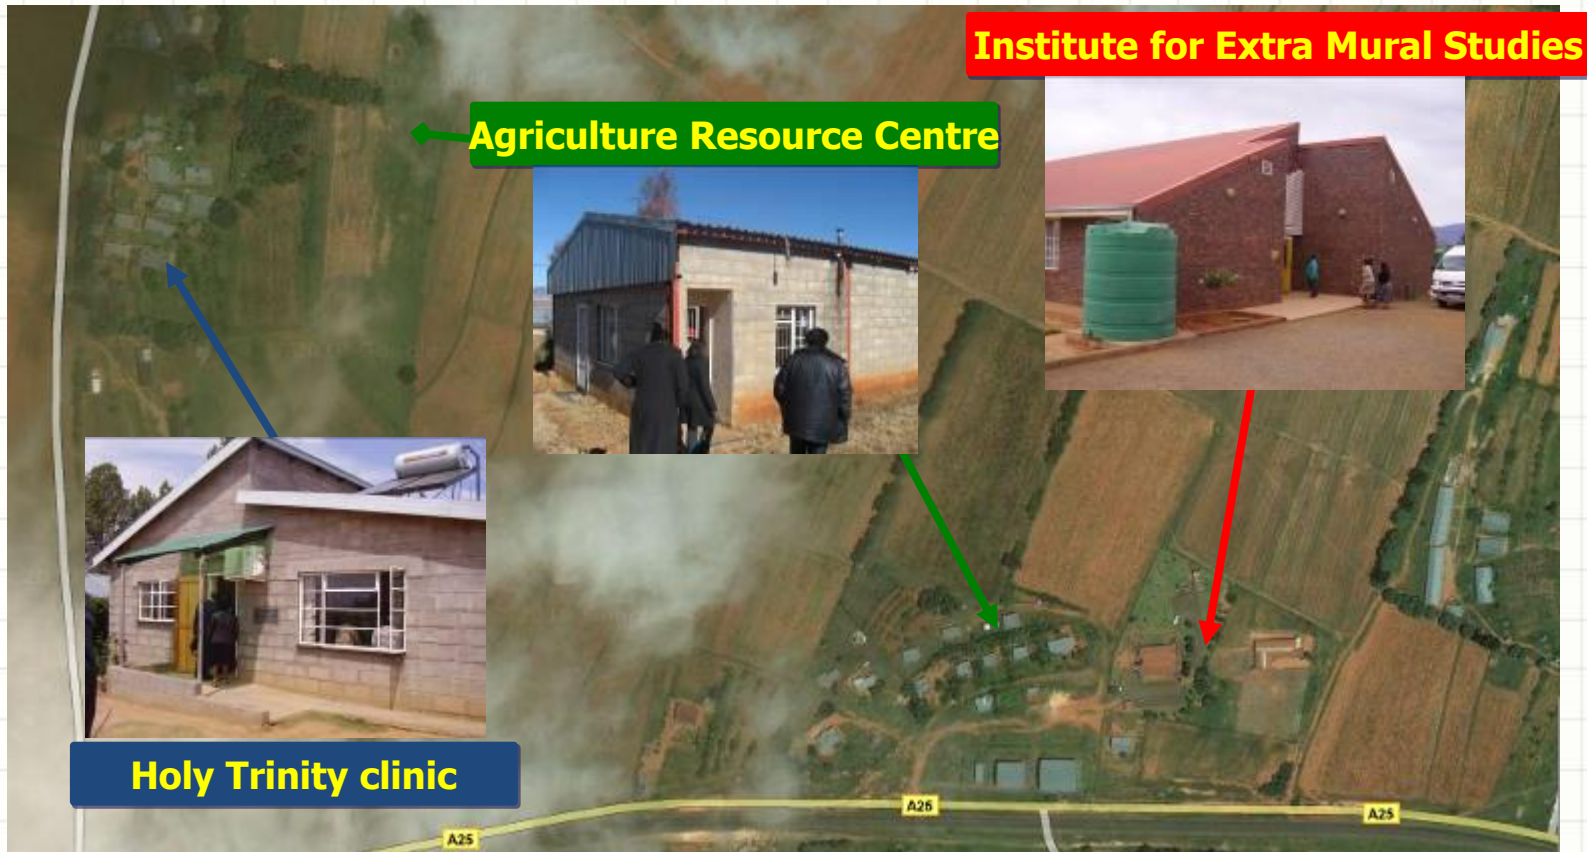 Institute for Extra Mural Studies
Agriculture Resource Centre
Holy Trinity clinic
A25
A25
A25